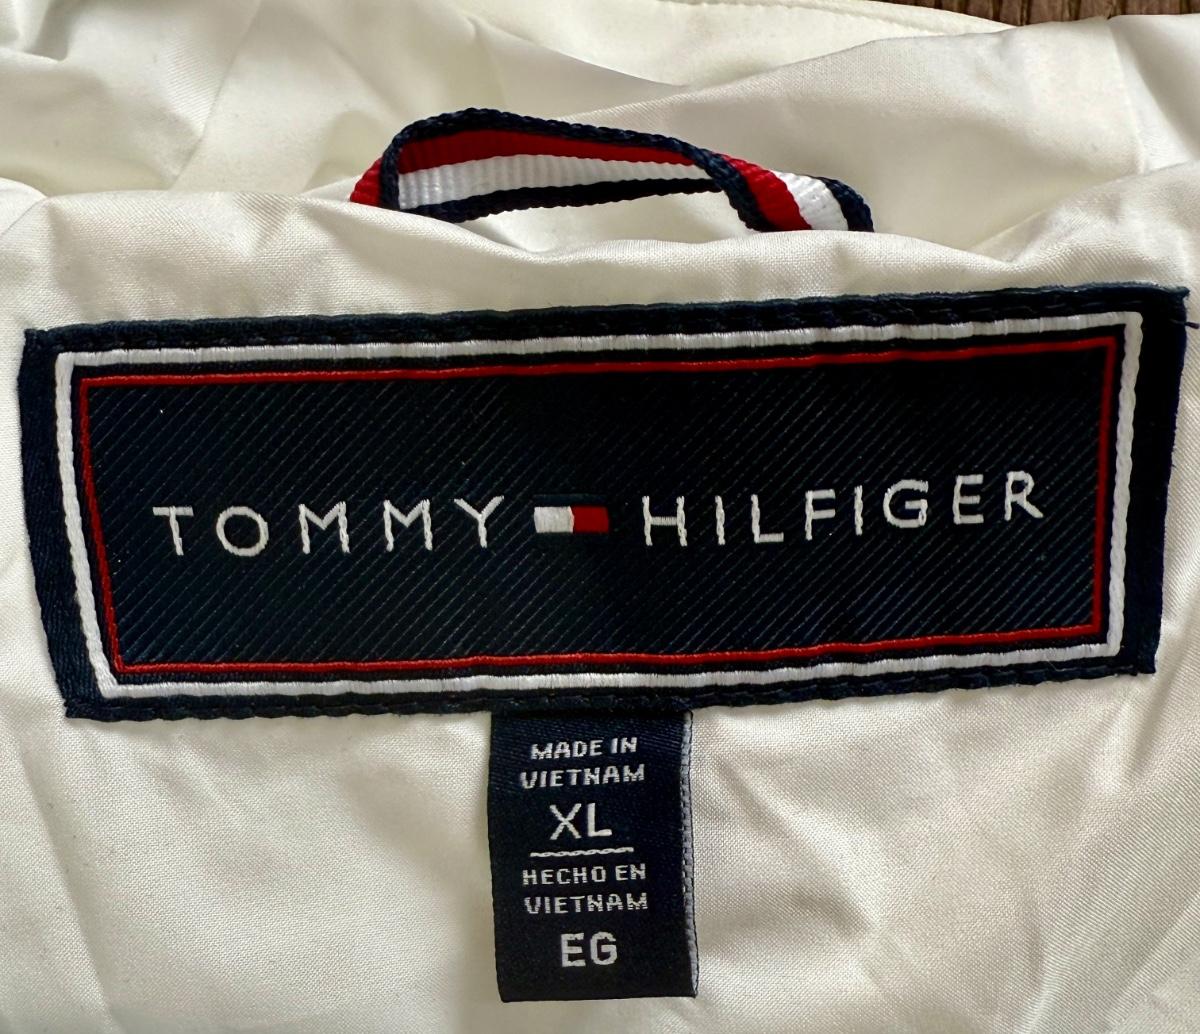 TOMMY HILFIGER
MADE IN
VIETNAM
XL
HECHO EN
VIETNAM
EG